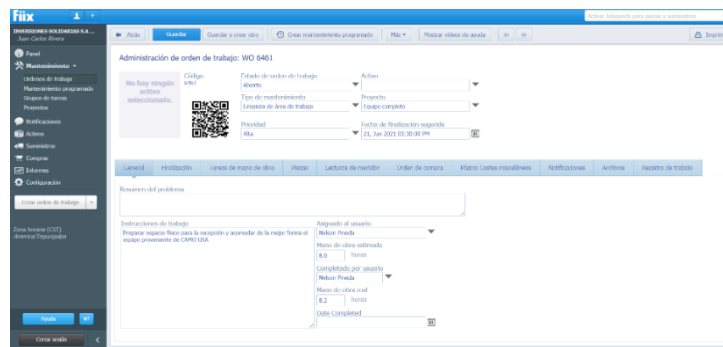 fiix
Activar búsqueda para piezas y suministros
INVERSIONES SOLIDARIAS S.A ...
Juan Carlos Rivera
Atrás
Guardar
Guardar y crear otro
Crear mantenimiento programado
Más
Mostrar vídeos de ayuda
Imprimir
Panel
Mantenimiento
Ordenes de trabajo
Mantenimiento programado
Grupos de tareas
Proyectos
Notificaciones
Activos
Suministros
Compras
Informes
Configuración
Crear orden de trabajo
Zona horaria (CST)
America/Tegucigalpa
Ayuda
Cerrar sesión
Administración de orden de trabajo: WO 6461
No hay ningún
activo
seleccionado.
Código
6461
Estado de orden de trabajo
Abierto
Activo
Tipo de mantenimiento
Limpieza de área de trabajo
Proyecto
Equipo completo
Prioridad
Alta
Fecha de finalización sugerida
21, Jun 2021 03:30:00 PM
General
Finalización
Tareas de mano de obra
Piezas
Lecturas de medidor
Orden de compra
Costes misceláneos
Notificaciones
Archivos
Registro de trabajo
Resumen del problema
Instrucciones de trabajo
Preparar espacio físico para la recepción y acomodar de la mejor forma el
equipo proveniente de CAMO USA
Asignado al usuario
Nelson Pineda
Mano de obra estimada
8.0 horas
Completado por usuario
Nelson Pineda
Mano de obra real
8.2 horas
Date Completed